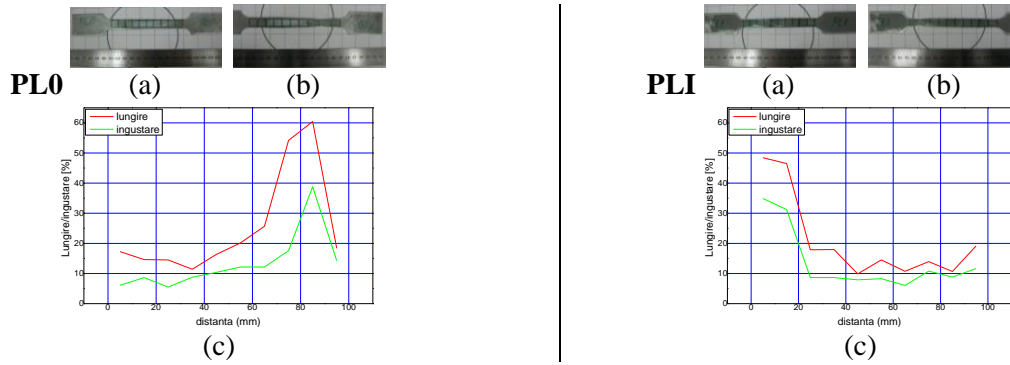 PL0 (a) (b)
lungire
ingustare
Lungire/ingustare [%]
60
50
40
30
20
10
0
0 20 40 60 80 100
distanta (mm)
(c)
PLI (a) (b)
lungire
ingustare
Lungire/ingustare [%]
60
50
40
30
20
10
0
0 20 40 60 80 100
distanta (mm)
(c)